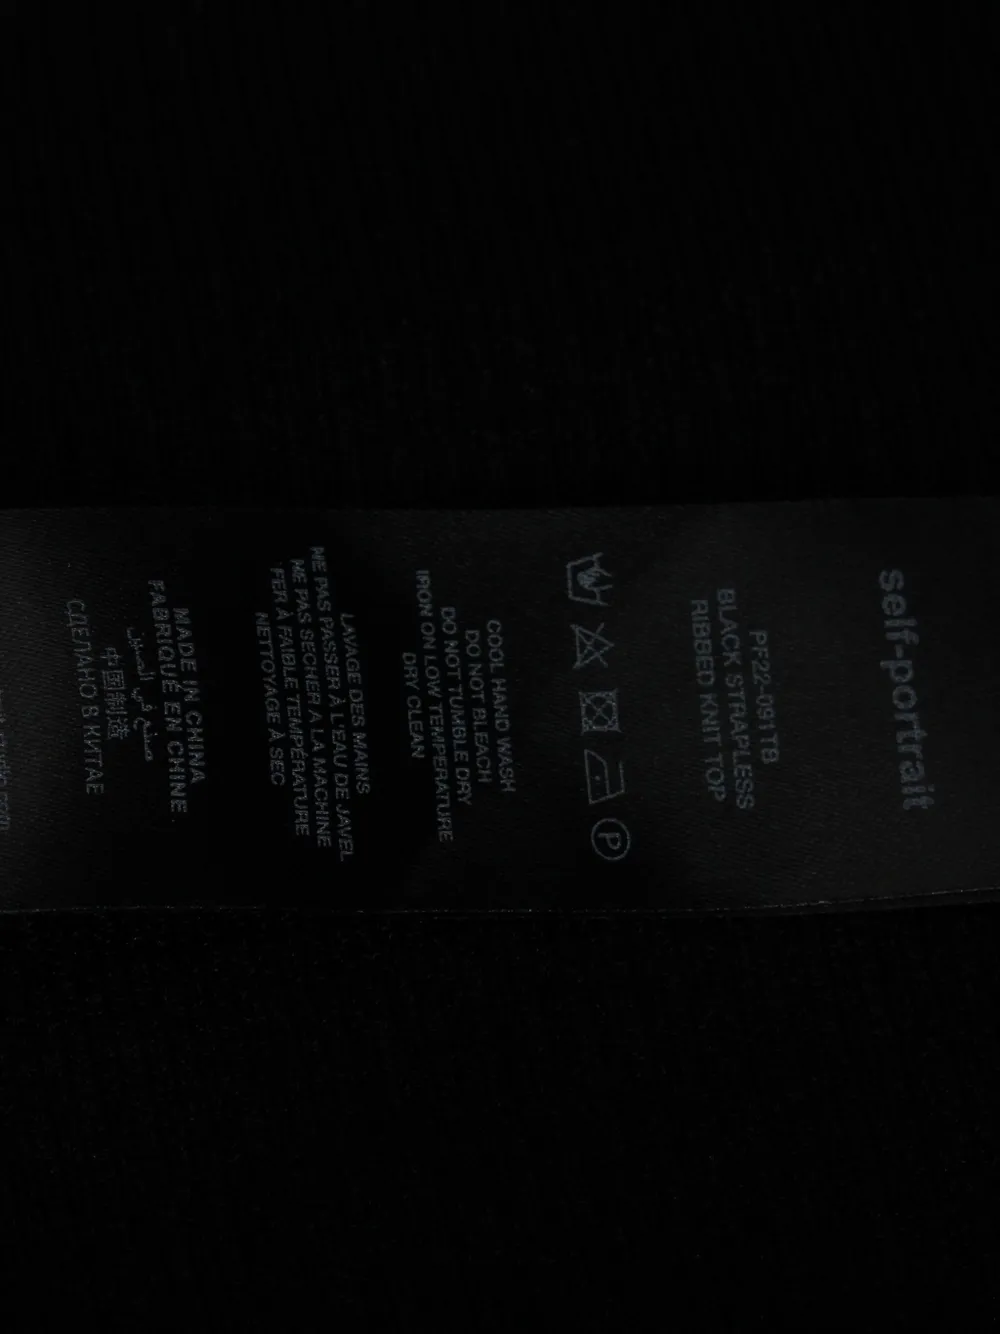 self-portrait
PF22-091TB
BLACK STRAPLESS
RIBBED KNIT TOP
P
COOL HAND WASH
DO NOT BLEACH
DO NOT TUMBLE DRY
IRON ON LOW TEMPERATURE
DRY CLEAN
LAVAGE DES MAINS
NE PAS PASSER À L'EAU DE JAVEL
NE PAS SECHER A LA MACHINE
FER À FAIBLE TEMPÉRATURE
NETTOYAGE À SEC
MADE IN CHINA
FABRIQUÉ EN CHINE
صنع في الصين
中国制造
СДЕЛАНО В КИТАЕ